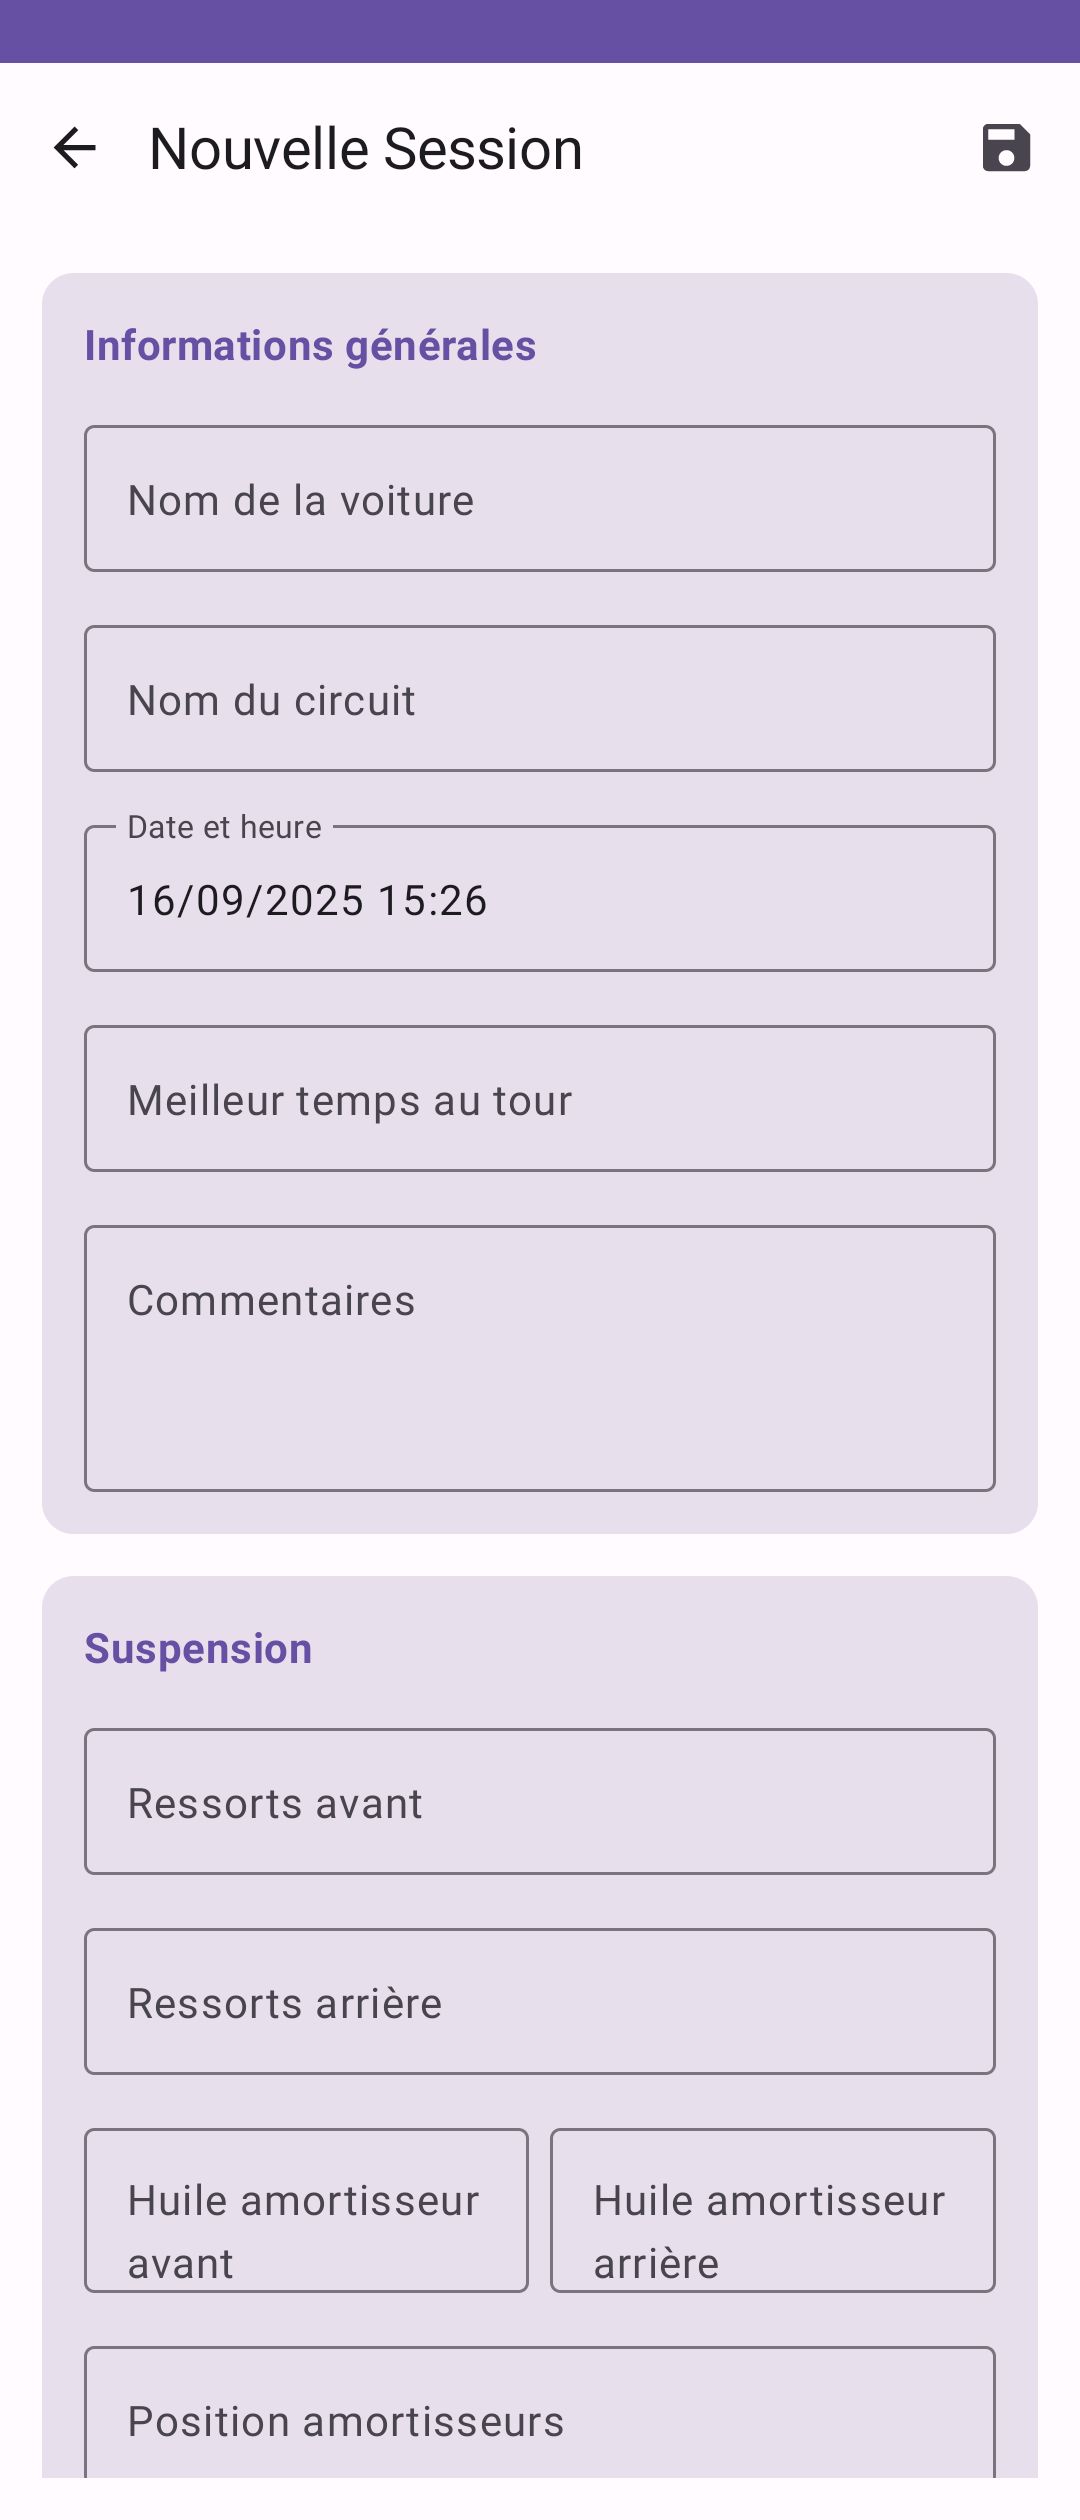 Nouvelle Session
Informations générales
Nom de la voiture
Nom du circuit
Date et heure
16/09/2025 15:26
Meilleur temps au tour
Commentaires
Suspension
Ressorts avant
Ressorts arrière
Huile amortisseur
avant
Huile amortisseur
arrière
Position amortisseurs